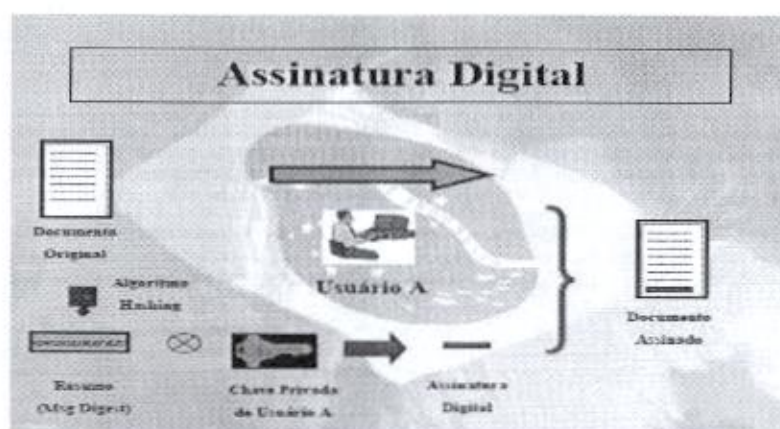 Assinatura Digital
Documento
Original
Algoritmo
Hashing
Usuário A
Documento
Assinado
Resumo
(Msg Digest)
Chave Privada
do Usuário A
Assinatura
Digital